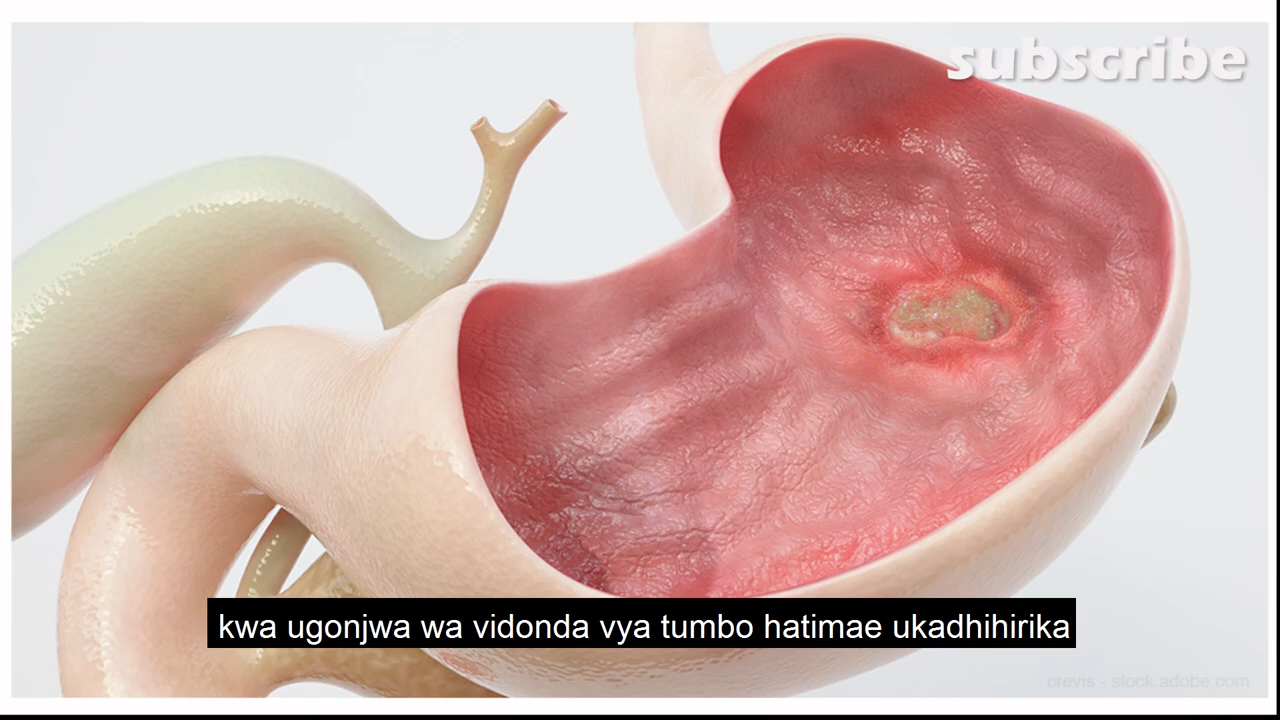 subscribe
kwa ugonjwa wa vidonda vya tumbo hatimae ukadhihirika
crevis - stock.adobe.com